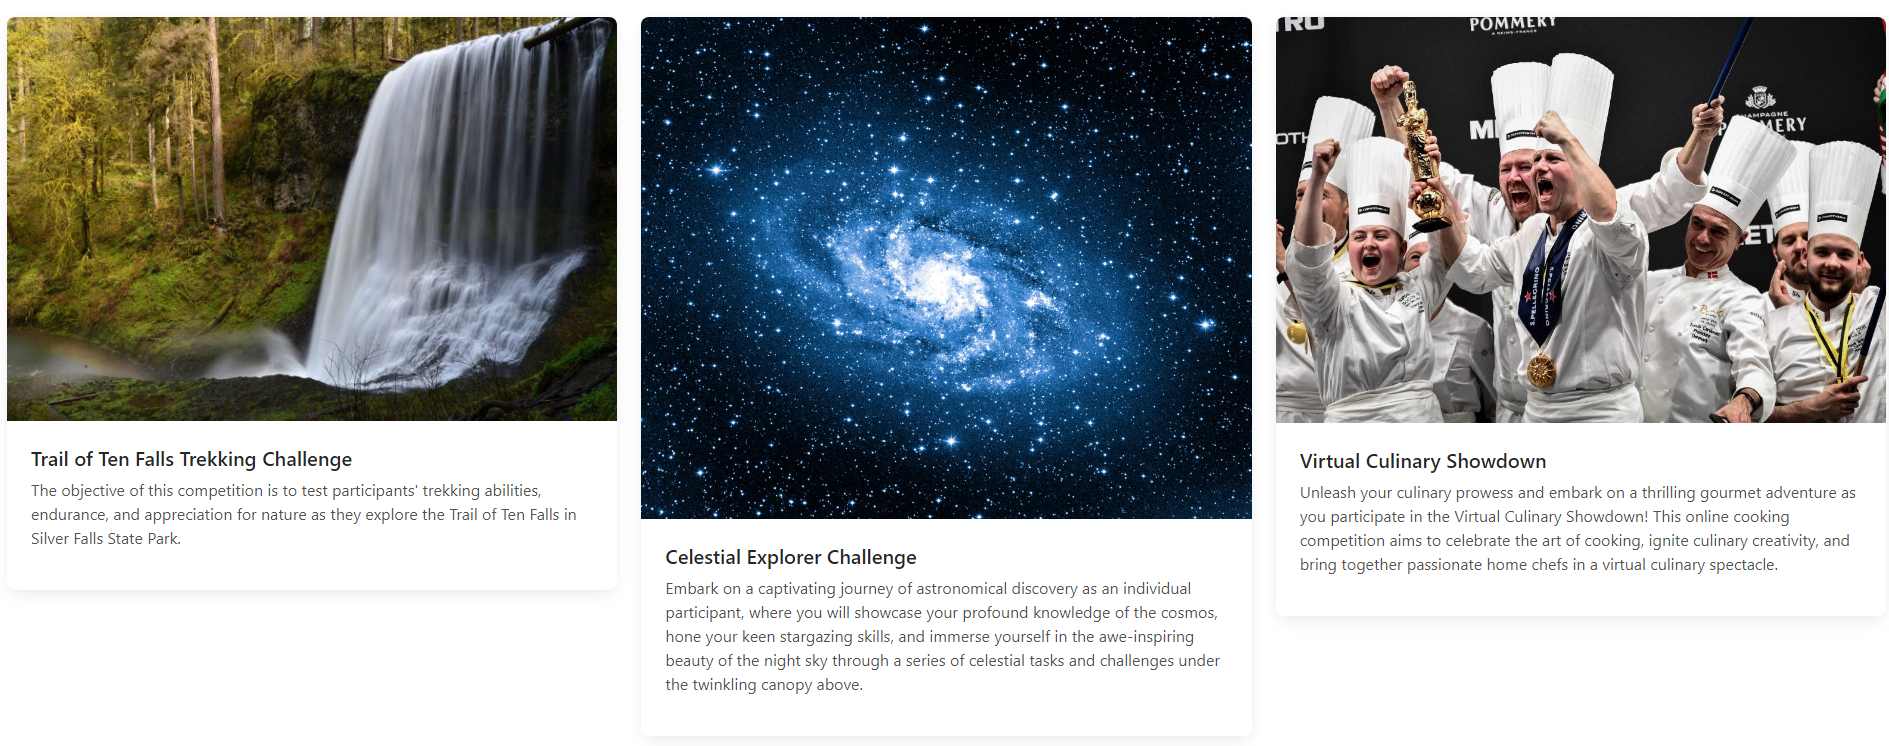 Trail of Ten Falls Trekking Challenge
The objective of this competition is to test participants' trekking abilities,
endurance, and appreciation for nature as they explore the Trail of Ten Falls in
Silver Falls State Park.
Celestial Explorer Challenge
Embark on a captivating journey of astronomical discovery as an individual
participant, where you will showcase your profound knowledge of the cosmos,
hone your keen stargazing skills, and immerse yourself in the awe-inspiring
beauty of the night sky through a series of celestial tasks and challenges under
the twinkling canopy above.
POMMERY
A REIMS-FRANCE
CHAMPAGNE
S.PELLEGRINO
Virtual Culinary Showdown
Unleash your culinary prowess and embark on a thrilling gourmet adventure as
you participate in the Virtual Culinary Showdown! This online cooking
competition aims to celebrate the art of cooking, ignite culinary creativity, and
bring together passionate home chefs in a virtual culinary spectacle.